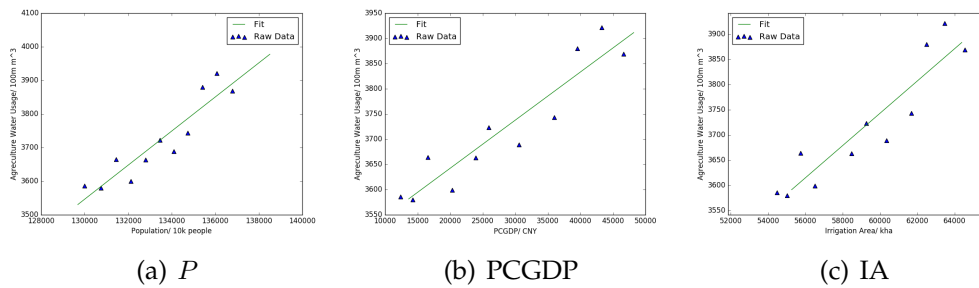 4100
4000
3900
3800
3700
3600
3500
128000 130000 132000 134000 136000 138000 140000
Population/ 10k people
Agreculture Water Usage/ 100m m^3
Fit
Raw Data
(a) P
3950
3900
3850
3800
3750
3700
3650
3600
3550
10000 15000 20000 25000 30000 35000 40000 45000 50000
PCGDP/ CNY
Agreculture Water Usage/ 100m m^3
Fit
Raw Data
(b) PCGDP
3900
3850
3800
3750
3700
3650
3600
3550
52000 54000 56000 58000 60000 62000 64000
Irrigation Area/ kha
Agreculture Water Usage/ 100m m^3
Fit
Raw Data
(c) IA